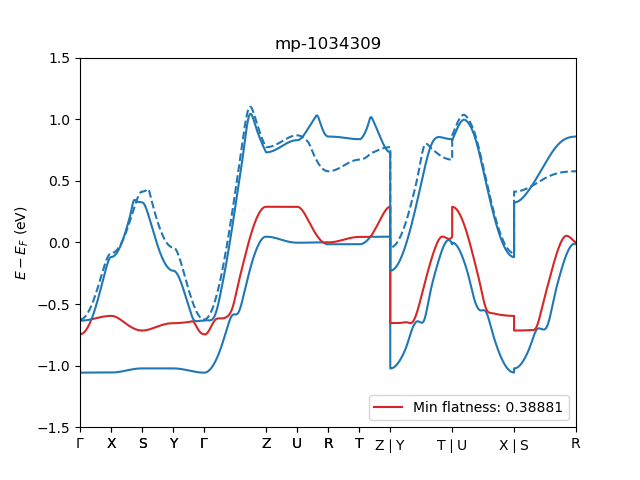 mp-1034309
E − E_F (eV)
1.5
1.0
0.5
0.0
−0.5
−1.0
−1.5
Min flatness: 0.38881
Γ X S Y Γ Z U R T Z | Y T | U X | S R